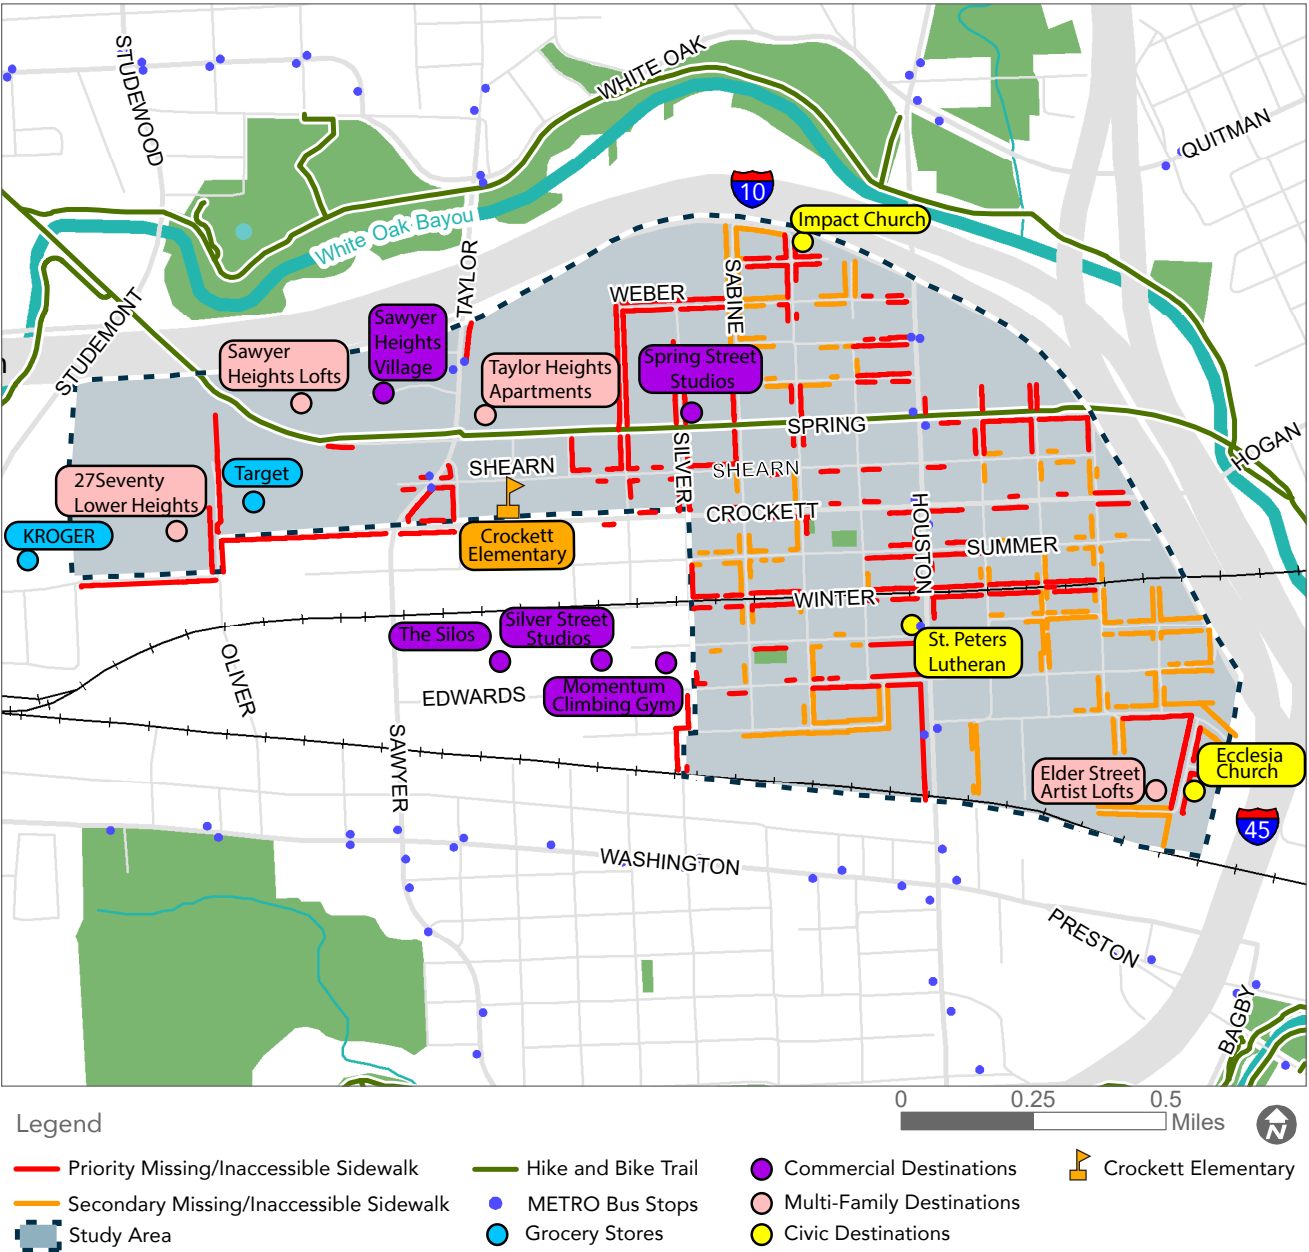 STUDEWOOD
WHITE OAK
QUITMAN
10
Impact Church
White Oak Bayou
TAYLOR
SABINE
WEBER
STUDEMONT
Sawyer
Heights
Village
Sawyer
Heights Lofts
Taylor Heights
Apartments
Spring Street
Studios
SPRING
HOGAN
SHEARN
SILVER
SHEARN
27Seventy
Lower Heights
Target
KROGER
CROCKETT
HOUSTON
Crockett
Elementary
SUMMER
WINTER
The Silos
Silver Street
Studios
St. Peters
Lutheran
OLIVER
EDWARDS
Momentum
Climbing Gym
SAWYER
Elder Street
Artist Lofts
Ecclesia
Church
45
WASHINGTON
PRESTON
BAGBY
0 0.25 0.5
Miles
N
Legend
Priority Missing/Inaccessible Sidewalk
Secondary Missing/Inaccessible Sidewalk
Study Area
Hike and Bike Trail
METRO Bus Stops
Grocery Stores
Commercial Destinations
Multi-Family Destinations
Civic Destinations
Crockett Elementary